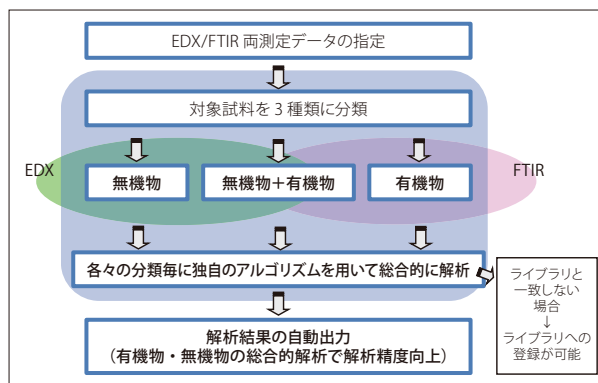 EDX/FTIR 両測定データの指定
対象試料を 3 種類に分類
EDX
無機物
無機物＋有機物
有機物
FTIR
各々の分類毎に独自のアルゴリズムを用いて総合的に解析
ライブラリと
一致しない
場合
↓
ライブラリへの
登録が可能
解析結果の自動出力
（有機物・無機物の総合的解析で解析精度向上）